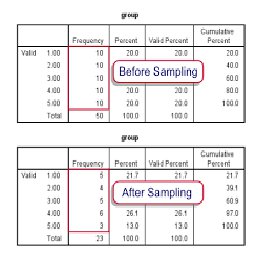 group
Frequency Percent Valid Percent Cumulative Percent
Valid 1.00 10 20.0 20.0 20.0
2.00 10 40.0
3.00 10 60.0
4.00 10 20.0 20.0 80.0
5.00 10 20.0 20.0 100.0
Total 50 100.0 100.0
Before Sampling
group
Frequency Percent Valid Percent Cumulative Percent
Valid 1.00 5 21.7 21.7 21.7
2.00 4 39.1
3.00 5 60.9
4.00 6 26.1 26.1 87.0
5.00 3 13.0 13.0 100.0
Total 23 100.0 100.0
After Sampling